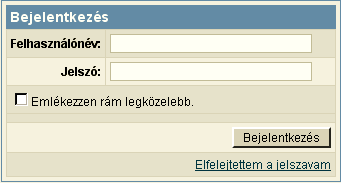 Bejelentkezés
Felhasználónév:
Jelszó:
Emlékezzen rám legközelebb.
Bejelentkezés
Elfelejtettem a jelszavam